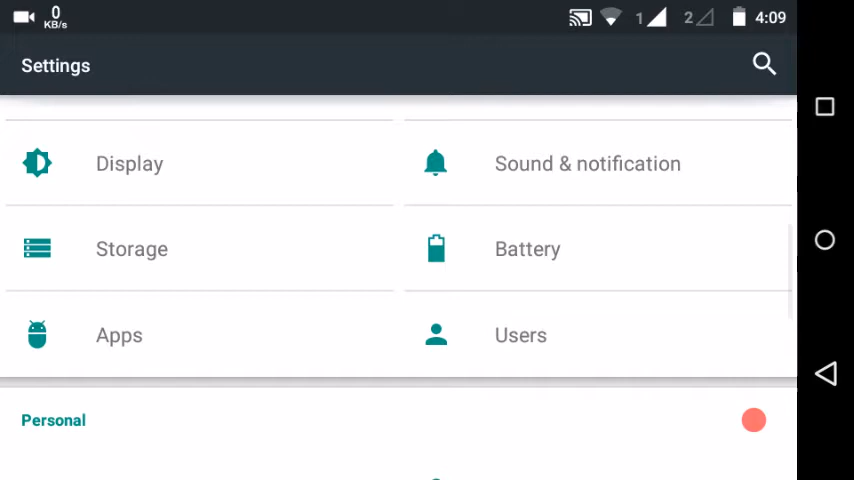 0
KB/s
1
2
4:09
Settings
Display
Sound & notification
Storage
Battery
Apps
Users
Personal